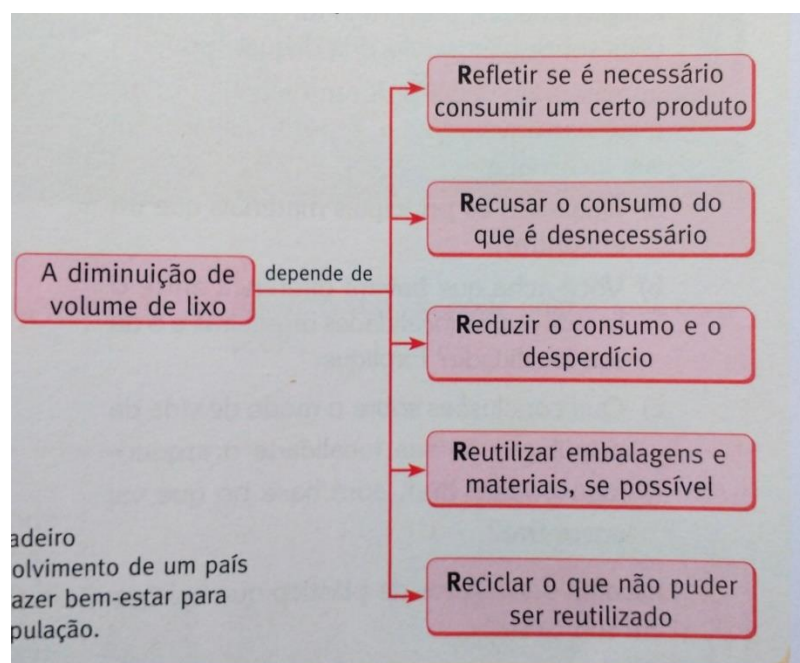 Refletir se é necessário
consumir um certo produto
Recusar o consumo do
que é desnecessário
A diminuição de
volume de lixo
depende de
Reduzir o consumo e o
desperdício
Reutilizar embalagens e
materiais, se possível
Reciclar o que não puder
ser reutilizado
adeiro
olvimento de um país
azer bem-estar para
pulação.